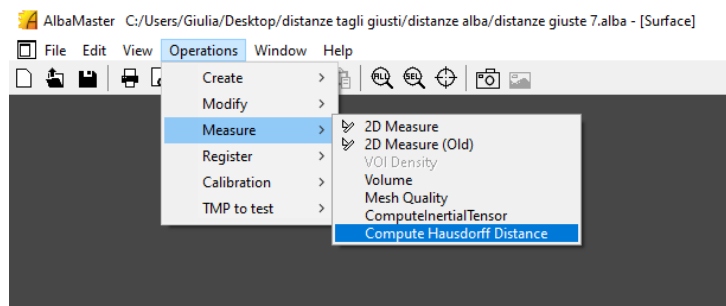 AlbaMaster C:/Users/Giulia/Desktop/distanze tagli giusti/distanze alba/distanze giuste 7.alba - [Surface]
File Edit View Operations Window Help
ALL SEL
Create
Modify
Measure
Register
Calibration
TMP to test
2D Measure
2D Measure (Old)
VOI Density
Volume
Mesh Quality
ComputeInertialTensor
Compute Hausdorff Distance